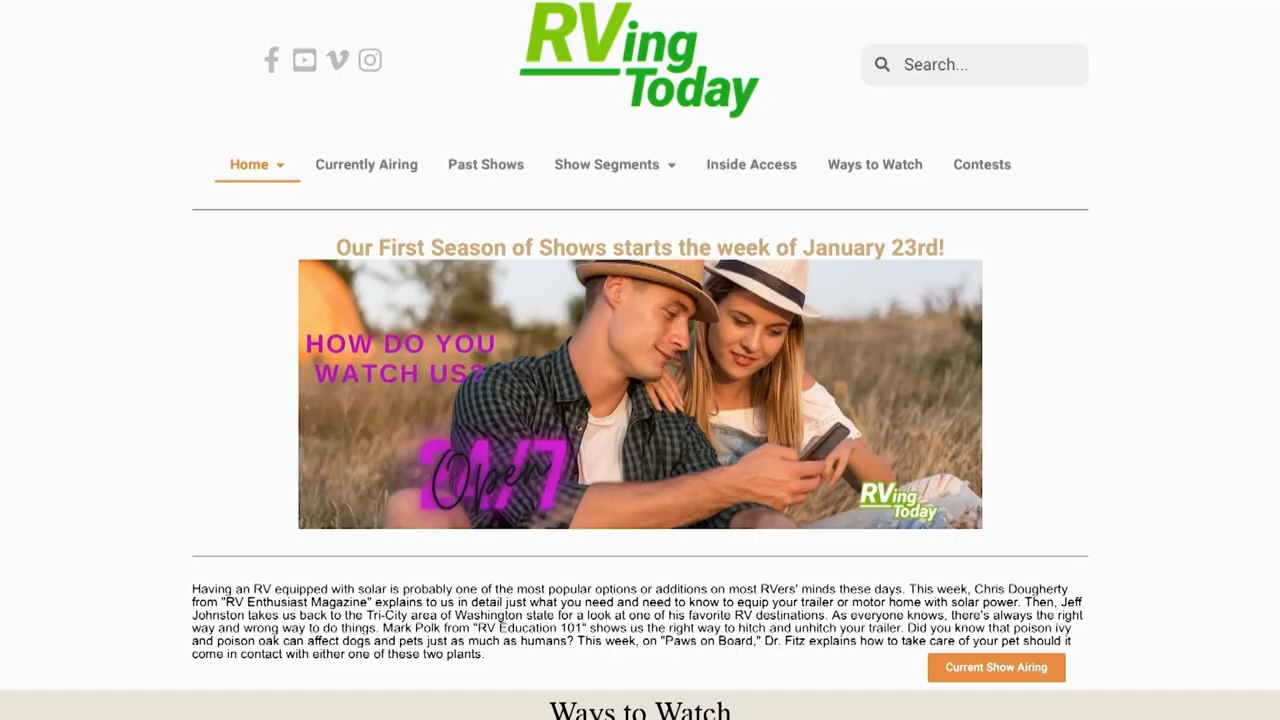 RVing
Today
Search...
Home
Currently Airing
Past Shows
Show Segments
Inside Access
Ways to Watch
Contests
Our First Season of Shows starts the week of January 23rd!
HOW DO YOU
WATCH US?
Open
24/7
RVing
Today
Having an RV equipped with solar is probably one of the most popular options or additions on most RVers' minds these days. This week, Chris Dougherty
from "RV Enthusiast Magazine" explains to us in detail just what you need and need to know to equip your trailer or motor home with solar power. Then, Jeff
Johnston takes us back to the Tri-City area of Washington state for a look at one of his favorite RV destinations. As everyone knows, there's always the right
way and wrong way to do things. Mark Polk from "RV Education 101" shows us the right way to hitch and unhitch your trailer. Did you know that poison ivy
and poison oak can affect dogs and pets just as much as humans? This week, on "Paws on Board," Dr. Fitz explains how to take care of your pet should it
come in contact with either one of these two plants.
Current Show Airing
Ways to Watch